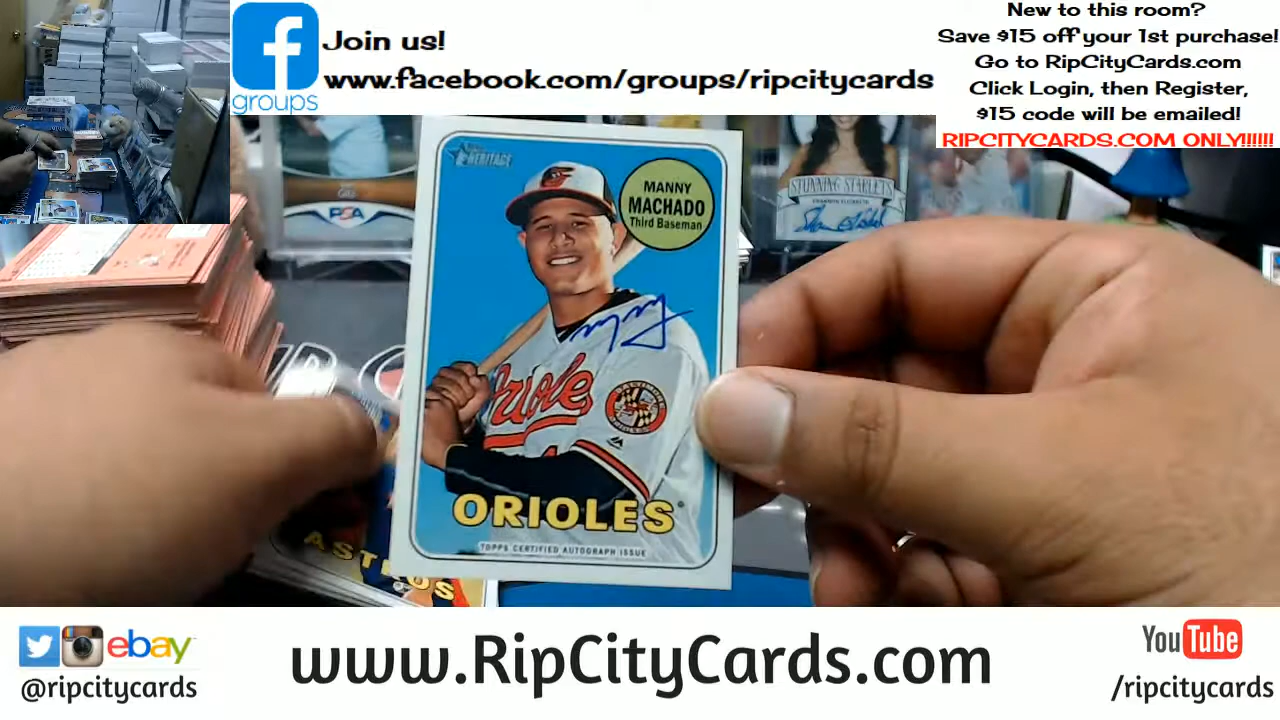 Join us!
www.facebook.com/groups/ripcitycards
groups
New to this room?
Save $15 off your 1st purchase!
Go to RipCityCards.com
Click Login, then Register,
$15 code will be emailed!
RIPCITYCARDS.COM ONLY!!!!!!
PSA
STUNNING STARLETS
HERITAGE
MANNY
MACHADO
Third Baseman
Orioles
ORIOLES
TOPPS CERTIFIED AUTOGRAPH ISSUE
ASTROS
ebay
@ripcitycards
www.RipCityCards.com
YouTube
/ripcitycards